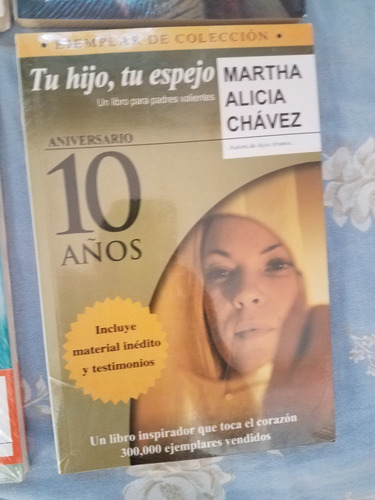 EJEMPLAR DE COLECCIÓN
Tu hijo, tu espejo
Un libro para padres valientes
MARTHA
ALICIA
CHÁVEZ
ANIVERSARIO
10
AÑOS
Incluye
material inédito
y testimonios
Un libro inspirador que toca el corazón
300,000 ejemplares vendidos